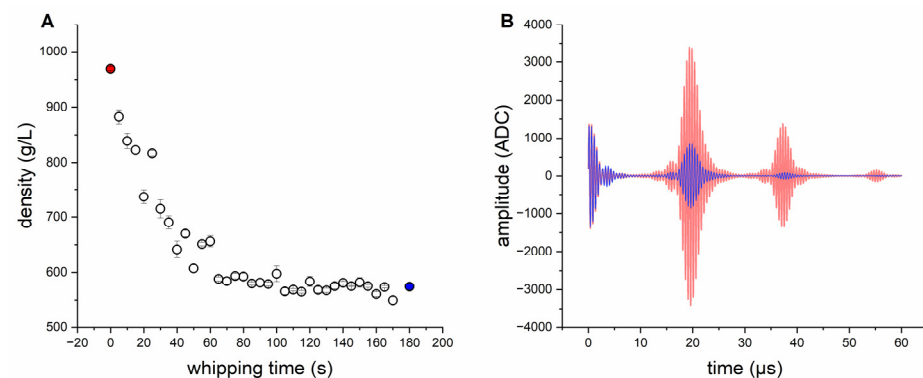 A
density (g/L)
1000
900
800
700
600
500
−20 0 20 40 60 80 100 120 140 160 180 200
whipping time (s)
B
amplitude (ADC)
4000
3000
2000
1000
0
−1000
−2000
−3000
−4000
0 10 20 30 40 50 60
time (µs)